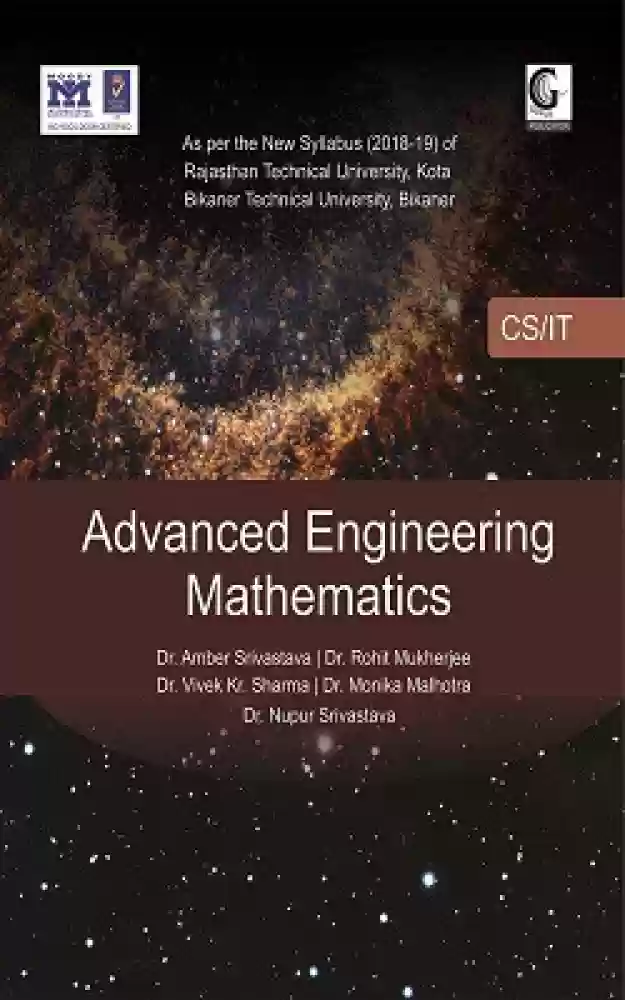 MOODY
As per the New Syllabus (2018-19) of
Rajasthan Technical University, Kota
Bikaner Technical University, Bikaner
CS/IT
Advanced Engineering
Mathematics
Dr. Amber Srivastava | Dr. Rohit Mukherjee
Dr. Vivek Kr. Sharma | Dr. Monika Malhotra
Dr. Nupur Srivastava